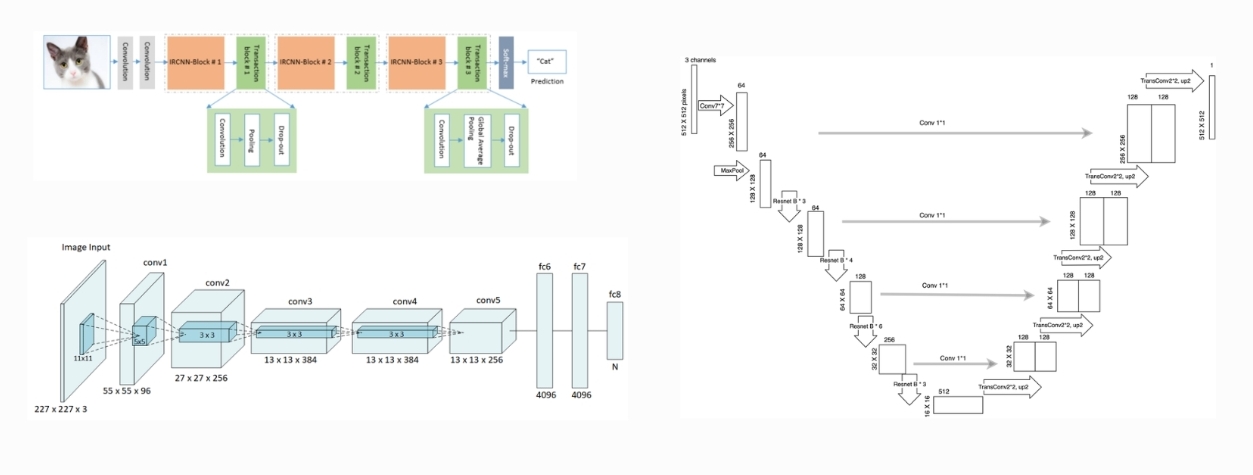 Convolution
Convolution
IRCNN-Block # 1
Transaction
block # 1
IRCNN-Block # 2
Transaction
block # 2
IRCNN-Block # 3
Transaction
block # 3
Soft-max
"Cat"
Prediction
Convolution
Pooling
Drop-out
Convolution
Global Average
Pooling
Drop-out
Image Input
conv1
conv2
conv3
conv4
conv5
fc6
fc7
fc8
11x11
5x5
3 x 3
3 x 3
3 x 3
227 x 227 x 3
55 x 55 x 96
27 x 27 x 256
13 x 13 x 384
13 x 13 x 384
13 x 13 x 256
4096
4096
N
3 channels
512 X 512 pixels
Conv7*7
64
256 X 256
MaxPool
64
128 X 128
Resnet B * 3
64
128 X 128
Resnet B * 4
128
64 X 64
Resnet B * 6
256
32 X 32
Resnet B * 3
512
16 X 16
Conv 1*1
Conv 1*1
Conv 1*1
Conv 1*1
TransConv2*2, up2
128 128
32 X 32
TransConv2*2, up2
128 128
64 X 64
TransConv2*2, up2
128 128
128 X 128
TransConv2*2, up2
128 128
256 X 256
TransConv2*2, up2
1
512 X 512